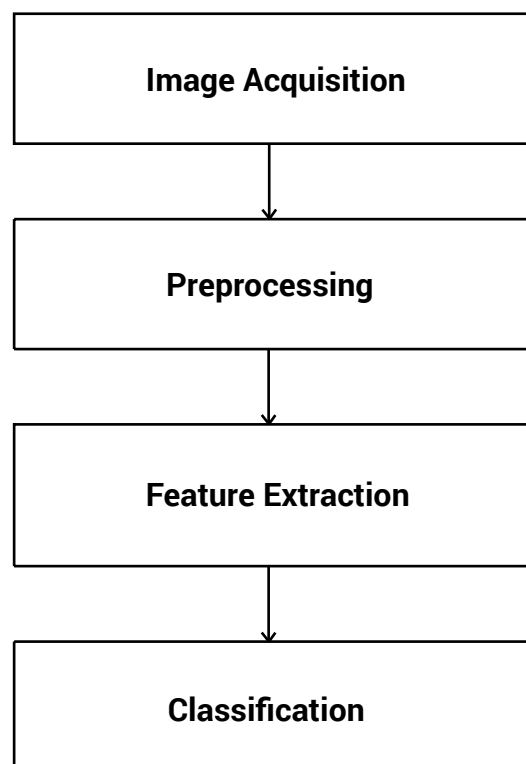 Image Acquisition
Preprocessing
Feature Extraction
Classification